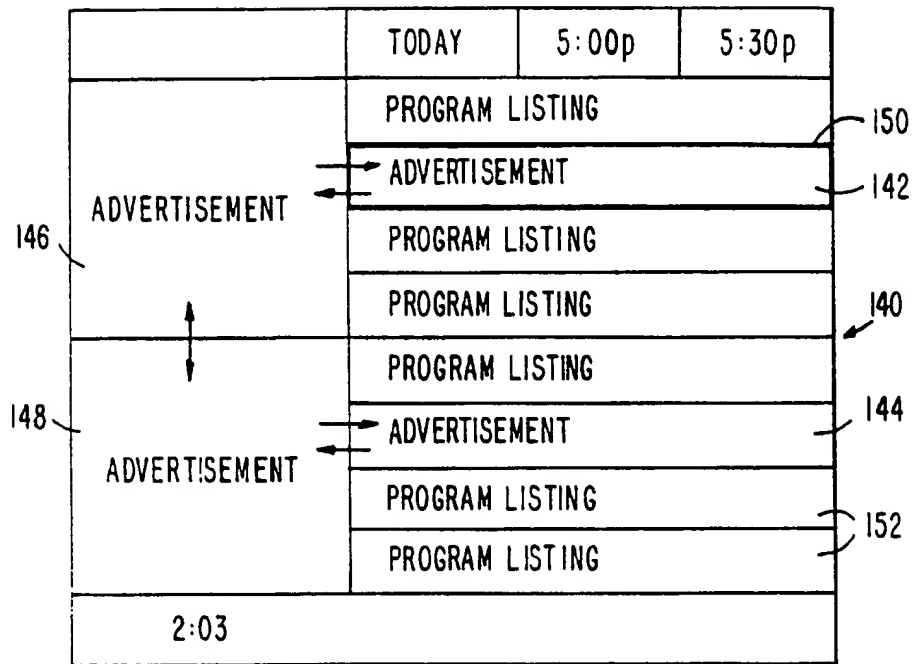 TODAY 5:00p 5:30p
PROGRAM LISTING
150
ADVERTISEMENT
142
ADVERTISEMENT
146
PROGRAM LISTING
PROGRAM LISTING
140
PROGRAM LISTING
148
ADVERTISEMENT
144
ADVERTISEMENT
PROGRAM LISTING
152
PROGRAM LISTING
2:03